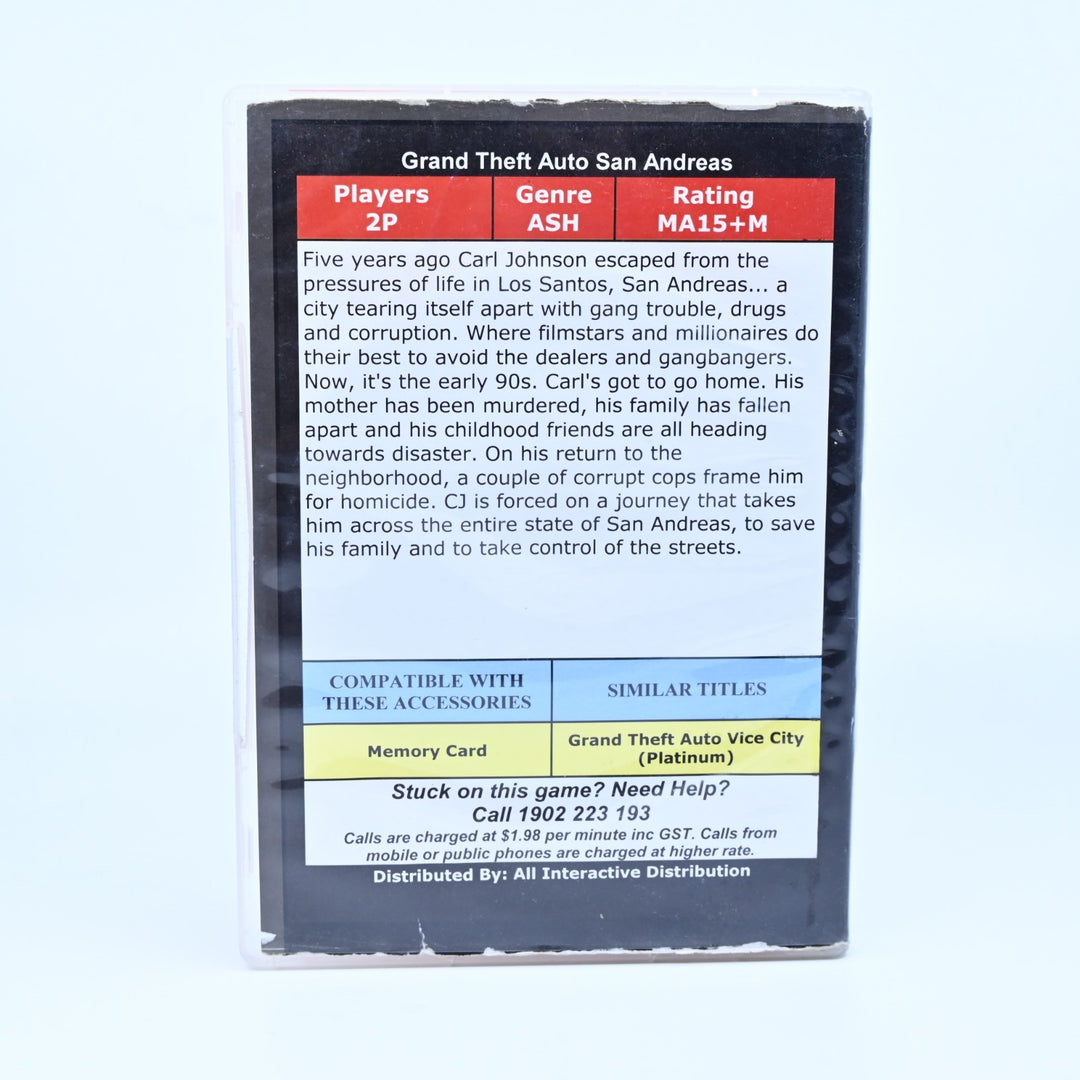 Grand Theft Auto San Andreas
Players Genre Rating
2P ASH MA15+M
Five years ago Carl Johnson escaped from the
pressures of life in Los Santos, San Andreas... a
city tearing itself apart with gang trouble, drugs
and corruption. Where filmstars and millionaires do
their best to avoid the dealers and gangbangers.
Now, it's the early 90s. Carl's got to go home. His
mother has been murdered, his family has fallen
apart and his childhood friends are all heading
towards disaster. On his return to the
neighborhood, a couple of corrupt cops frame him
for homicide. CJ is forced on a journey that takes
him across the entire state of San Andreas, to save
his family and to take control of the streets.
COMPATIBLE WITH
THESE ACCESSORIES
SIMILAR TITLES
Memory Card
Grand Theft Auto Vice City
(Platinum)
Stuck on this game? Need Help?
Call 1902 223 193
Calls are charged at $1.98 per minute inc GST. Calls from
mobile or public phones are charged at higher rate.
Distributed By: All Interactive Distribution